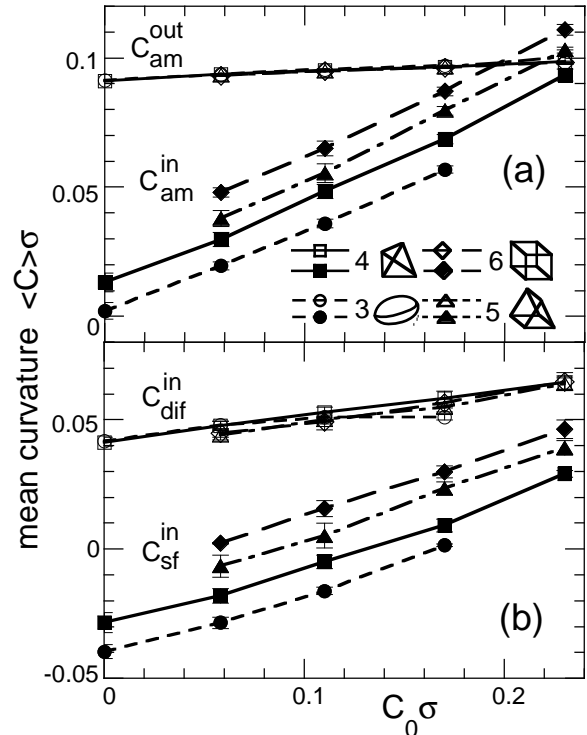 0.1
C_am^out
C_am^in
0.05
(a)
4
6
3
5
0
C_dif^in
0.05
C_sf^in
0
(b)
-0.05
0
0.1
0.2
C_0σ
mean curvature <C>σ